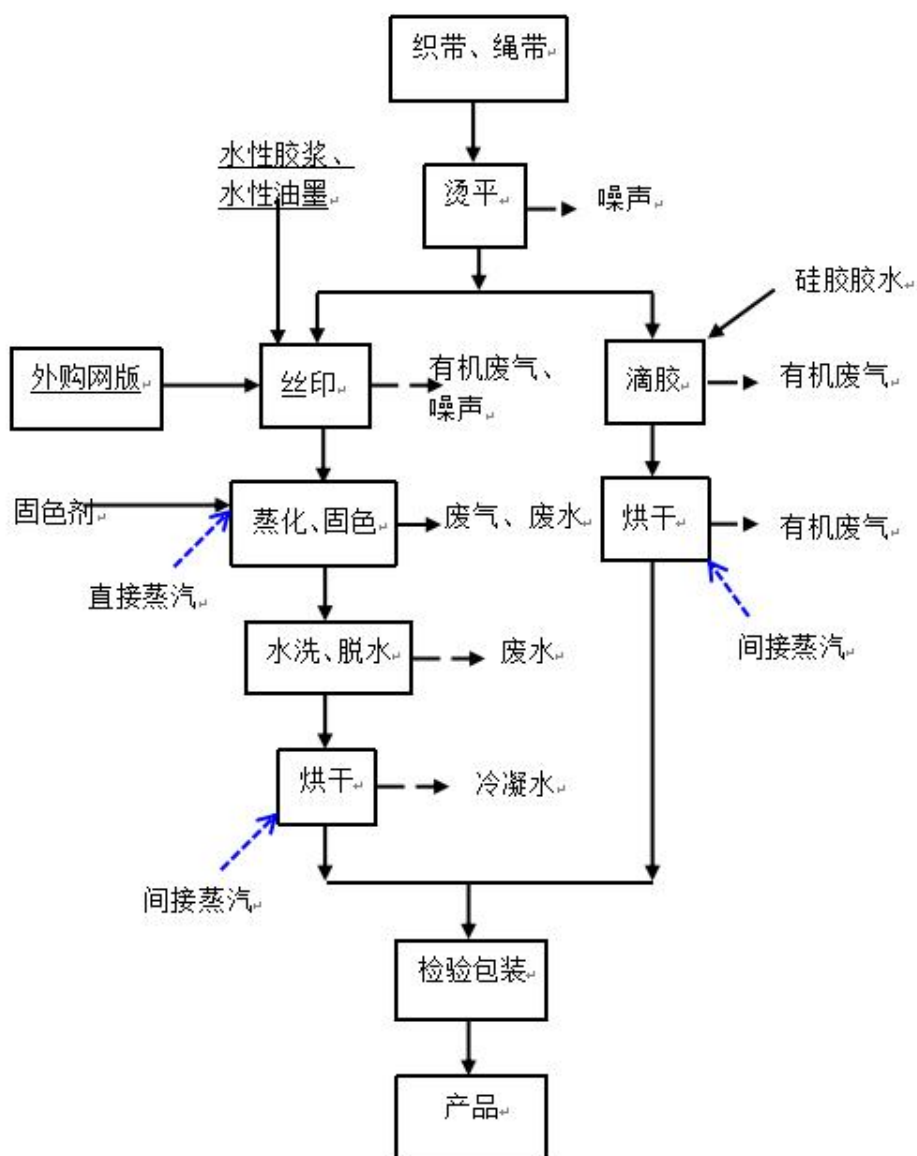 织带、绳带
水性胶浆、
水性油墨
烫平
噪声
硅胶胶水
外购网版
丝印
有机废气、
噪声
滴胶
有机废气
固色剂
蒸化、固色
废气、废水
烘干
有机废气
直接蒸汽
水洗、脱水
废水
间接蒸汽
烘干
冷凝水
间接蒸汽
检验包装
产品